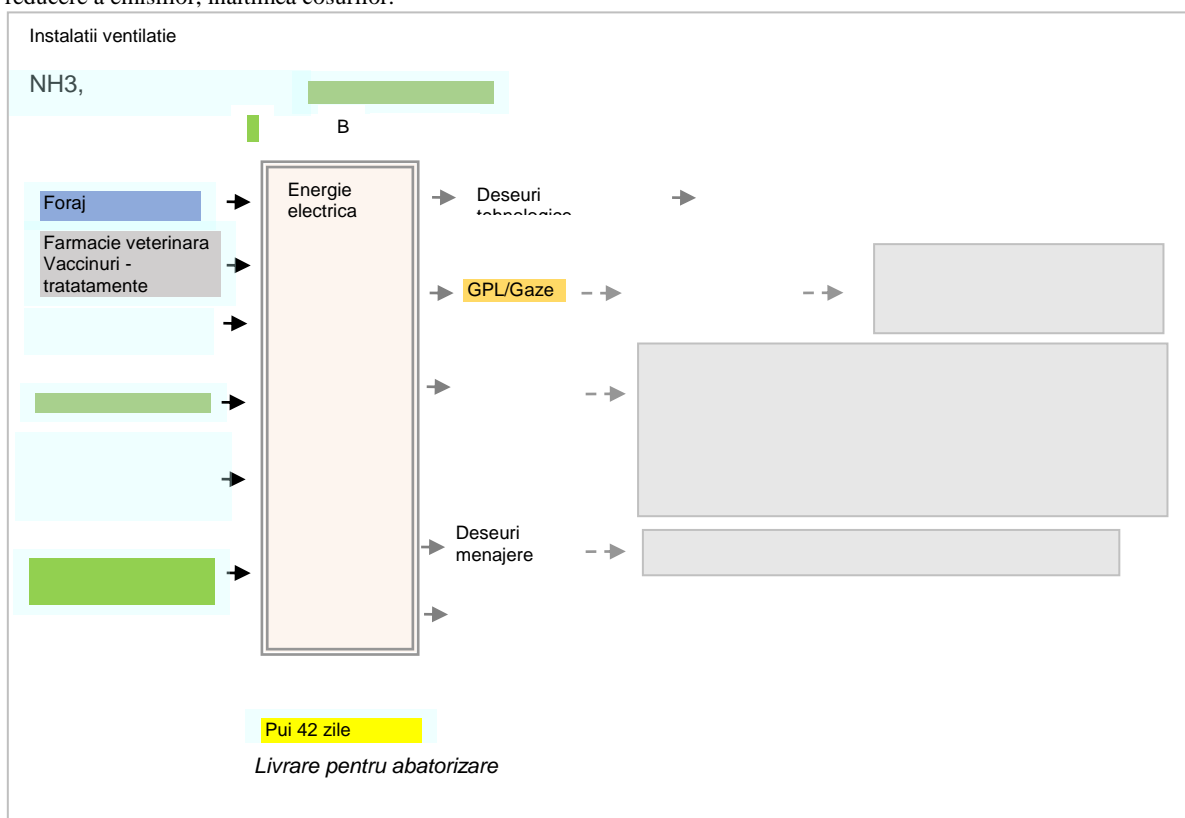 Instalatii ventilatie
NH3,
B
Foraj
Energie
electrica
Deseuri
Farmacie veterinara
Vaccinuri -
tratatamente
GPL/Gaze
Deseuri
menajere
Pui 42 zile
Livrare pentru abatorizare